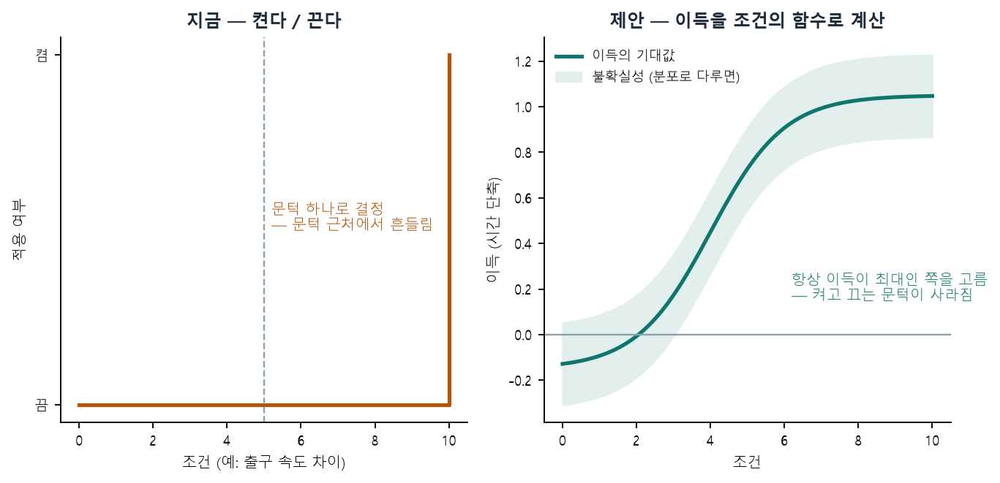 지금 — 켠다 / 끈다
켬
끔
적용 여부
문턱 하나로 결정
— 문턱 근처에서 흔들림
0 2 4 6 8 10
조건 (예: 출구 속도 차이)
제안 — 이득을 조건의 함수로 계산
이득의 기대값
불확실성 (분포로 다루면)
1.2
1.0
0.8
0.6
0.4
0.2
0.0
-0.2
이득 (시간 단축)
항상 이득이 최대인 쪽을 고름
— 켜고 끄는 문턱이 사라짐
0 2 4 6 8 10
조건